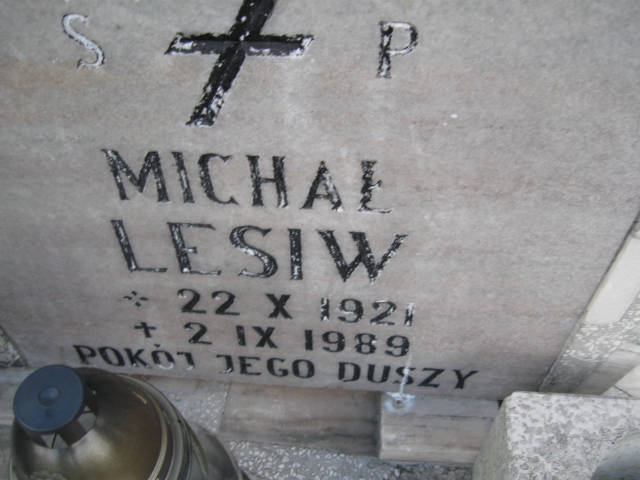 S P
MICHAŁ
LESIW
* 22 X 1921
+ 2 IX 1989
POKÓJ JEGO DUSZY